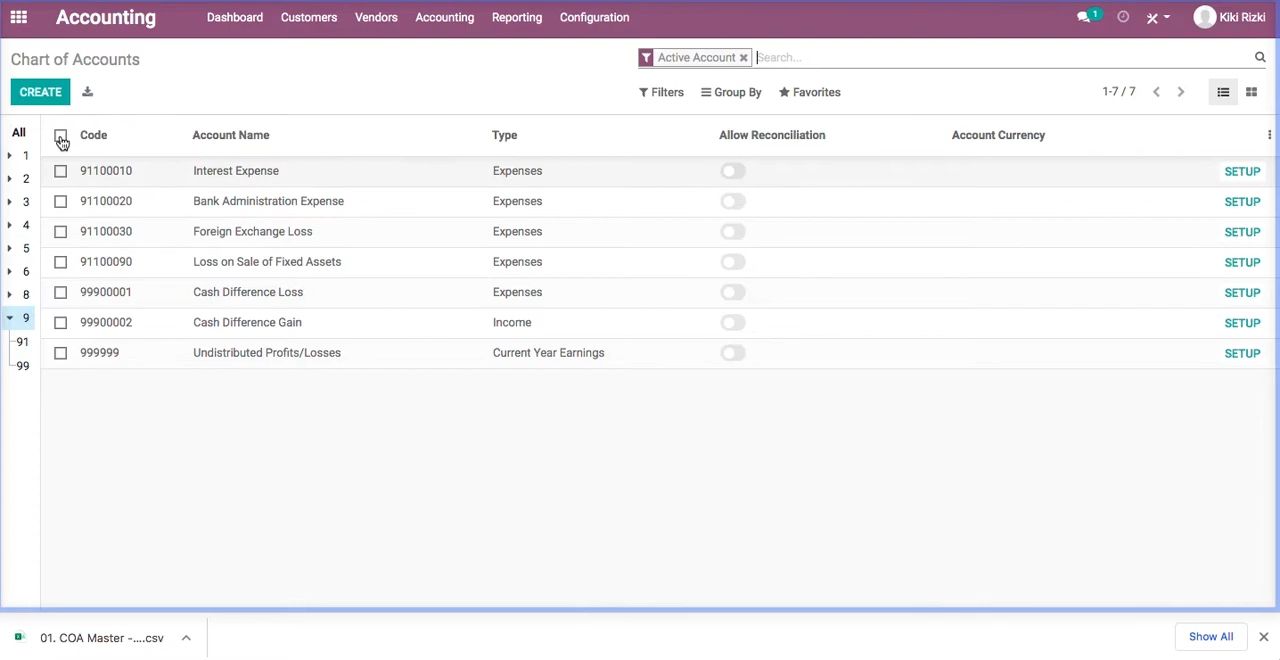 Accounting Dashboard Customers Vendors Accounting Reporting Configuration 1 Kiki Rizki
Chart of Accounts Active Account Search...
CREATE Filters Group By Favorites 1-7 / 7
All Code Account Name Type Allow Reconciliation Account Currency
1
91100010 Interest Expense Expenses SETUP
2
91100020 Bank Administration Expense Expenses SETUP
3
4
91100030 Foreign Exchange Loss Expenses SETUP
5
91100090 Loss on Sale of Fixed Assets Expenses SETUP
6
8
99900001 Cash Difference Loss Expenses SETUP
9
99900002 Cash Difference Gain Income SETUP
91
999999 Undistributed Profits/Losses Current Year Earnings SETUP
99
01. COA Master -....csv Show All